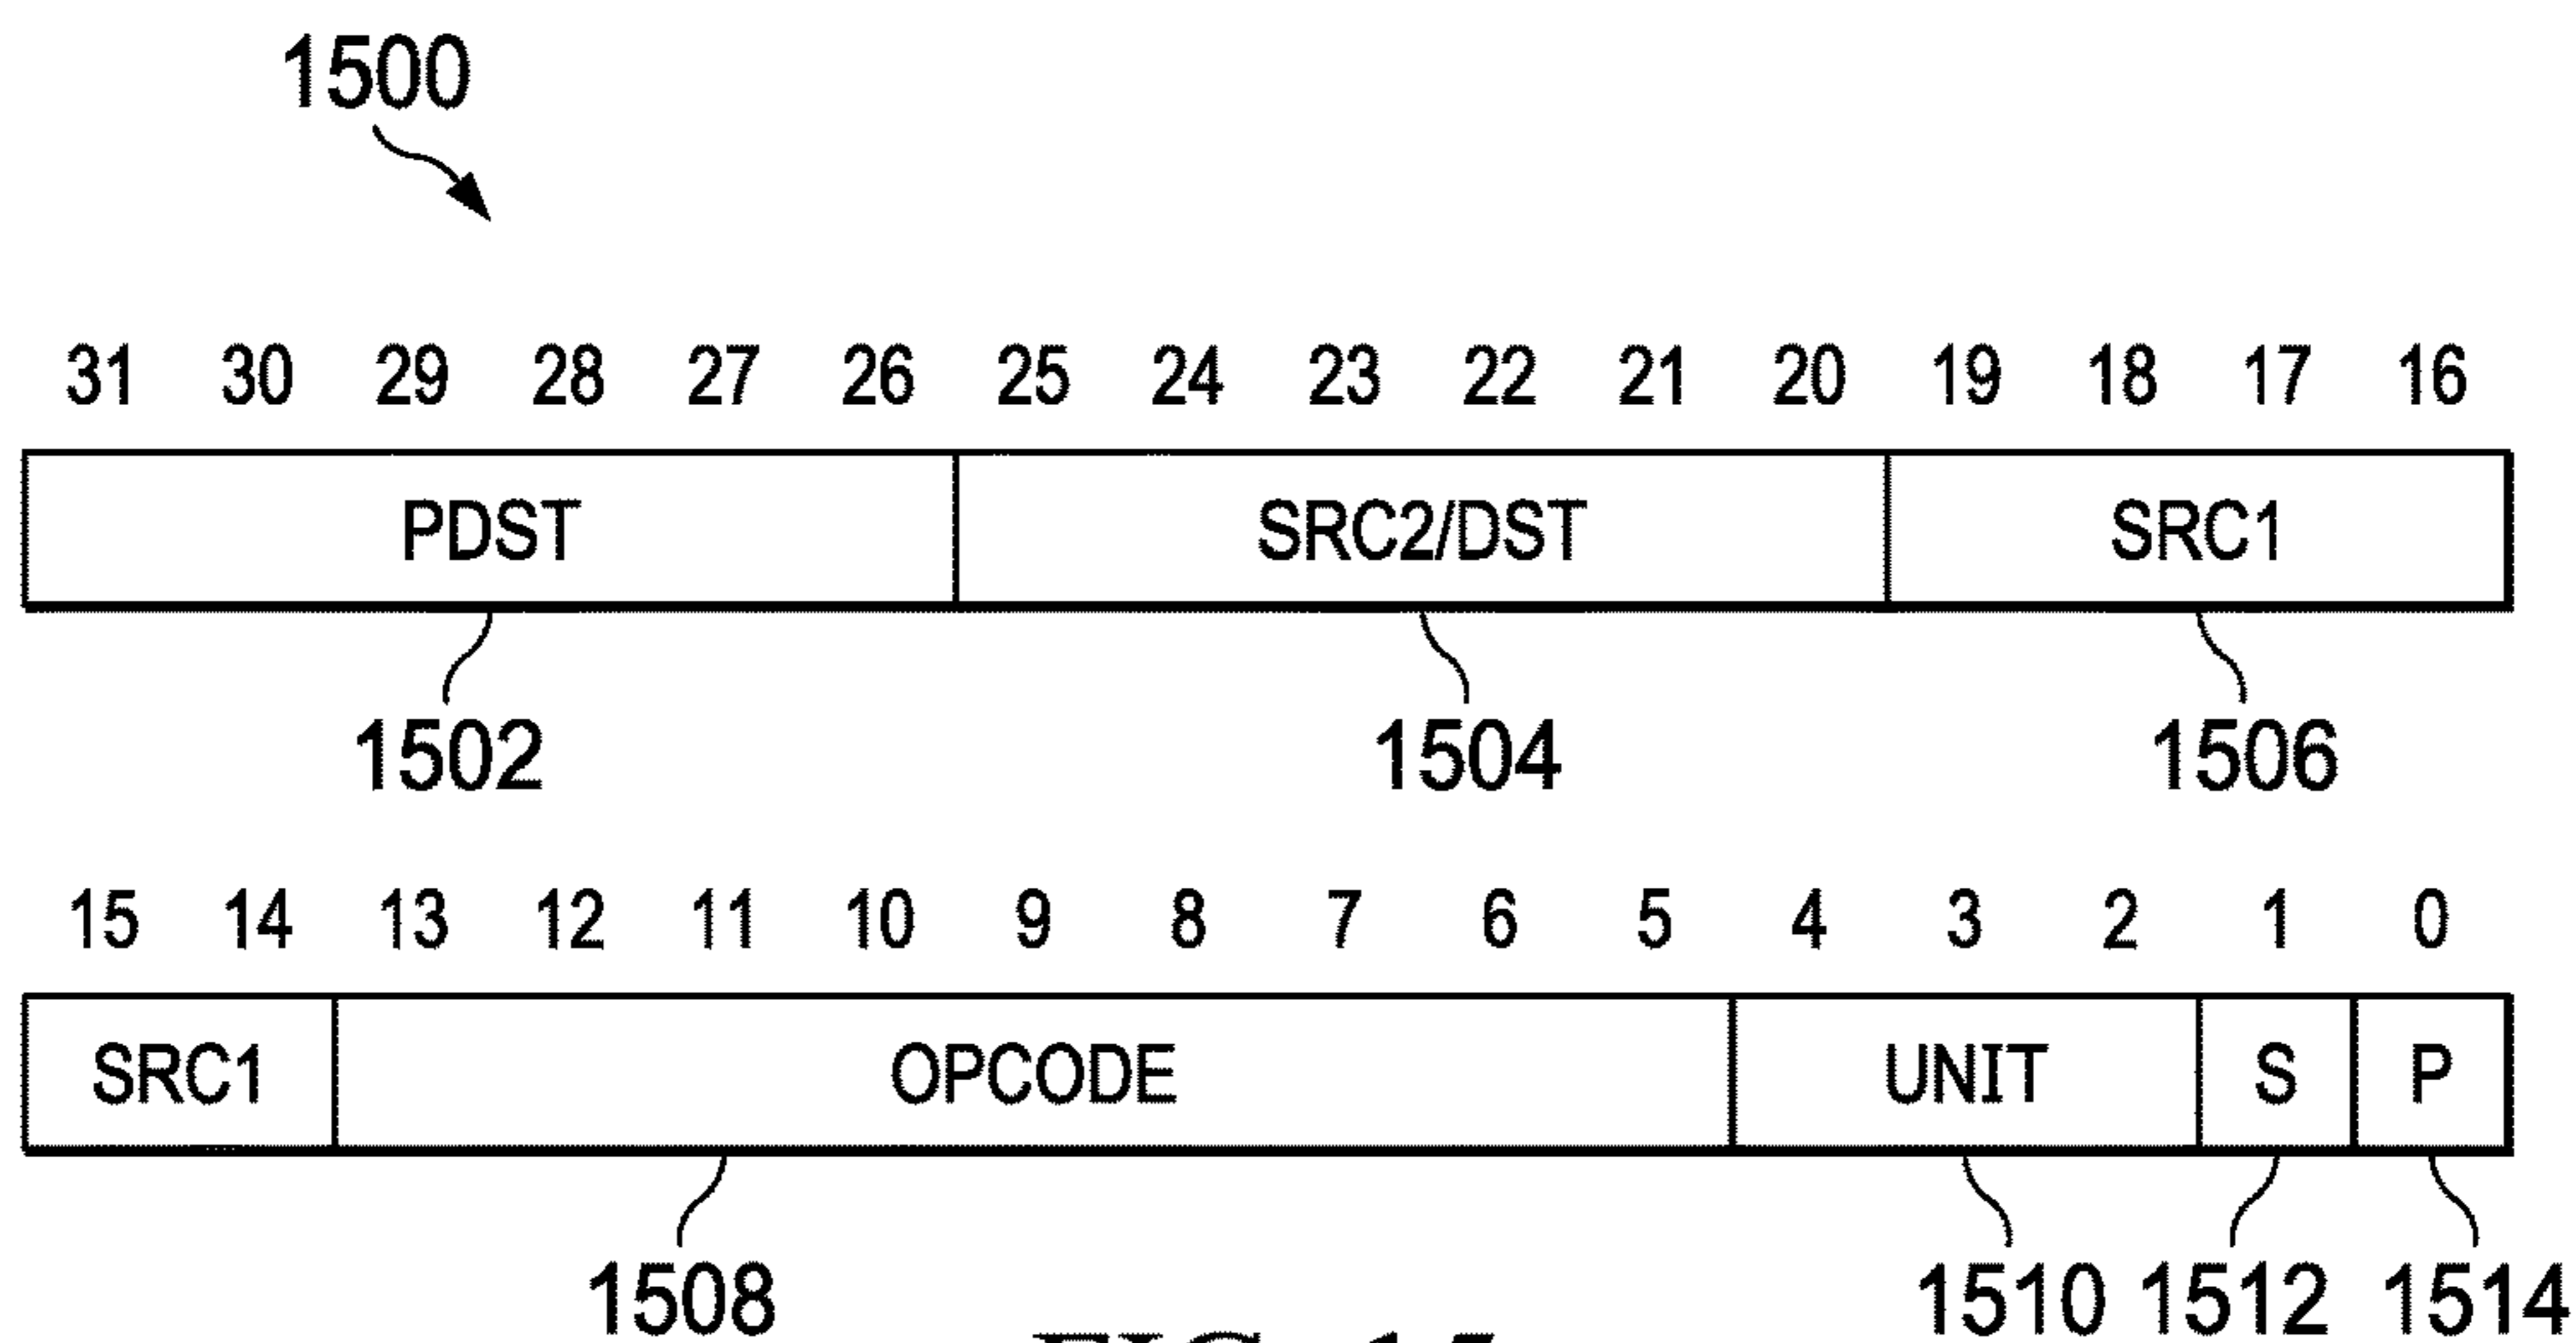 1500
31 30 29 28 27 26 25 24 23 22 21 20 19 18 17 16
PDST SRC2/DST SRC1
1502 1504 1506
15 14 13 12 11 10 9 8 7 6 5 4 3 2 1 0
SRC1 OPCODE UNIT S P
1508 1510 1512 1514